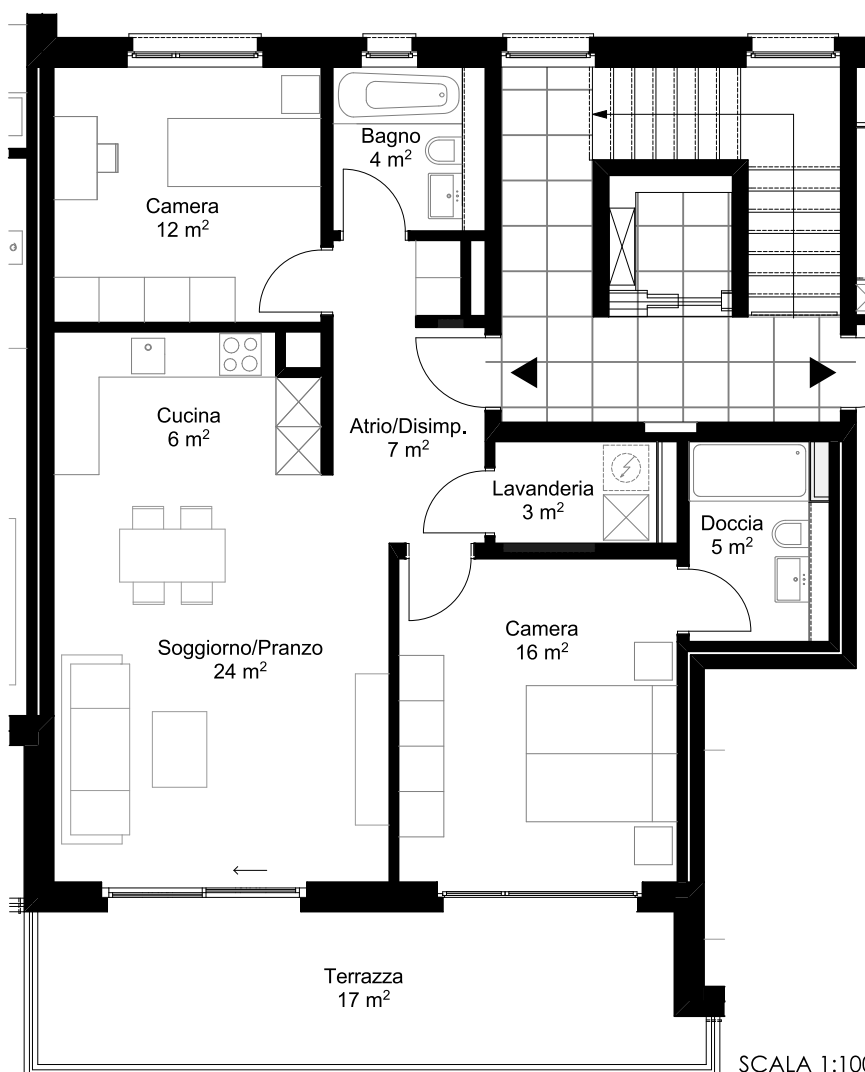 Bagno
4 m²
Camera
12 m²
Cucina
6 m²
Atrio/Disimp.
7 m²
Lavanderia
3 m²
Doccia
5 m²
Soggiorno/Pranzo
24 m²
Camera
16 m²
Terrazza
17 m²
SCALA 1:100